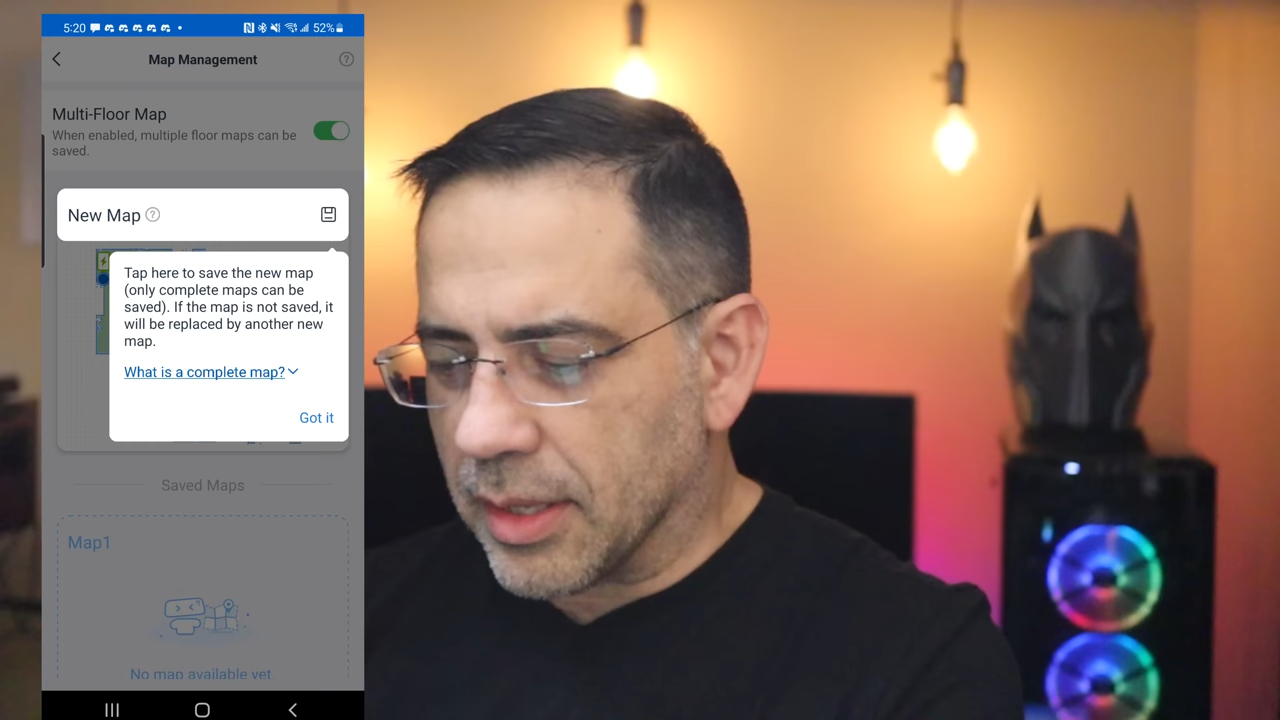 5:20
52%
Map Management
Multi-Floor Map
When enabled, multiple floor maps can be
saved.
New Map
Tap here to save the new map
(only complete maps can be
saved). If the map is not saved, it
will be replaced by another new
map.
What is a complete map?
Got it
Saved Maps
Map1
No map available yet.